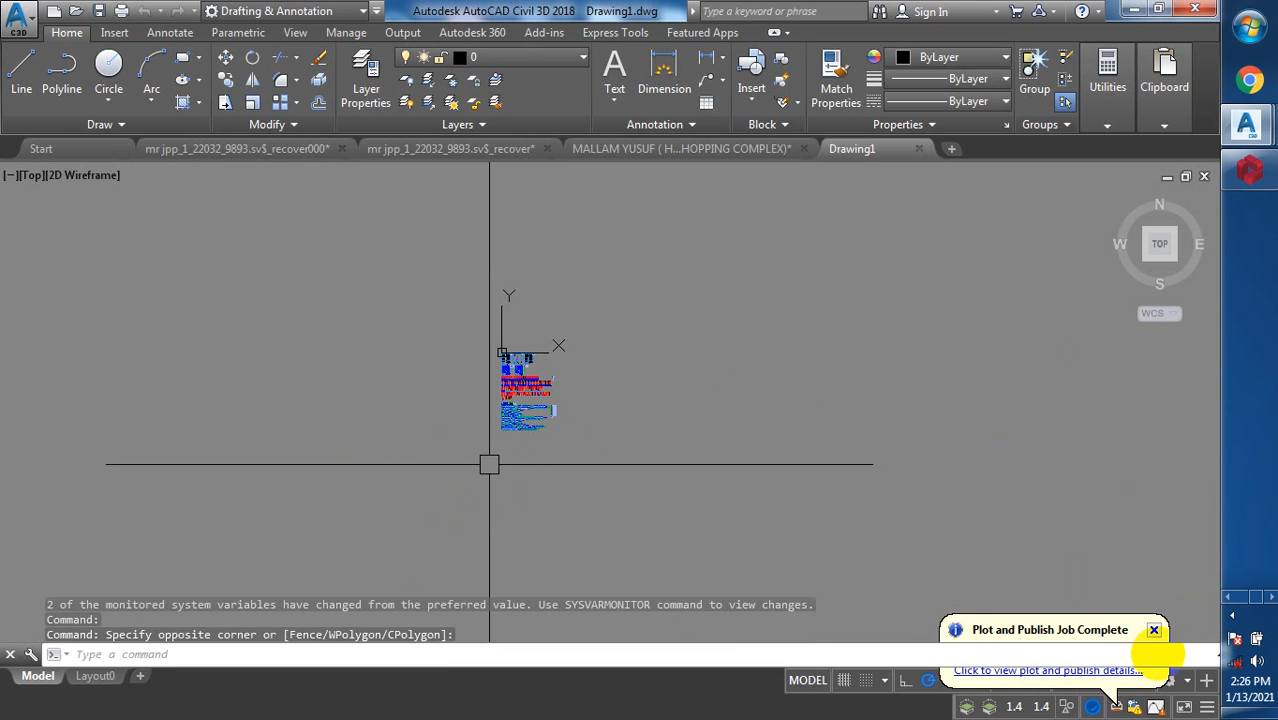 Drafting & Annotation
Autodesk AutoCAD Civil 3D 2018 Drawing1.dwg
Type a keyword or phrase
Sign In
C3D
Home Insert Annotate Parametric View Manage Output Autodesk 360 Add-ins Express Tools Featured Apps
0
ByLayer
Line Polyline Circle Arc
Layer Properties
Text Dimension
Insert
Match Properties
ByLayer
ByLayer
Group
Utilities
Clipboard
Draw Modify Layers Annotation Block Properties Groups
Start mr jpp_1_22032_9893.sv$_recover000* mr jpp_1_22032_9893.sv$_recover* MALLAM YUSUF ( H...HOPPING COMPLEX)* Drawing1
[−][Top][2D Wireframe]
N
W TOP E
S
WCS
Y
X
2 of the monitored system variables have changed from the preferred value. Use SYSVARMONITOR command to view changes.
Command:
Command: Specify opposite corner or [Fence/WPolygon/CPolygon]:
Type a command
Plot and Publish Job Complete
Click to view plot and publish details...
Model Layout1
MODEL
1.4 1.4
2:26 PM
1/13/2021